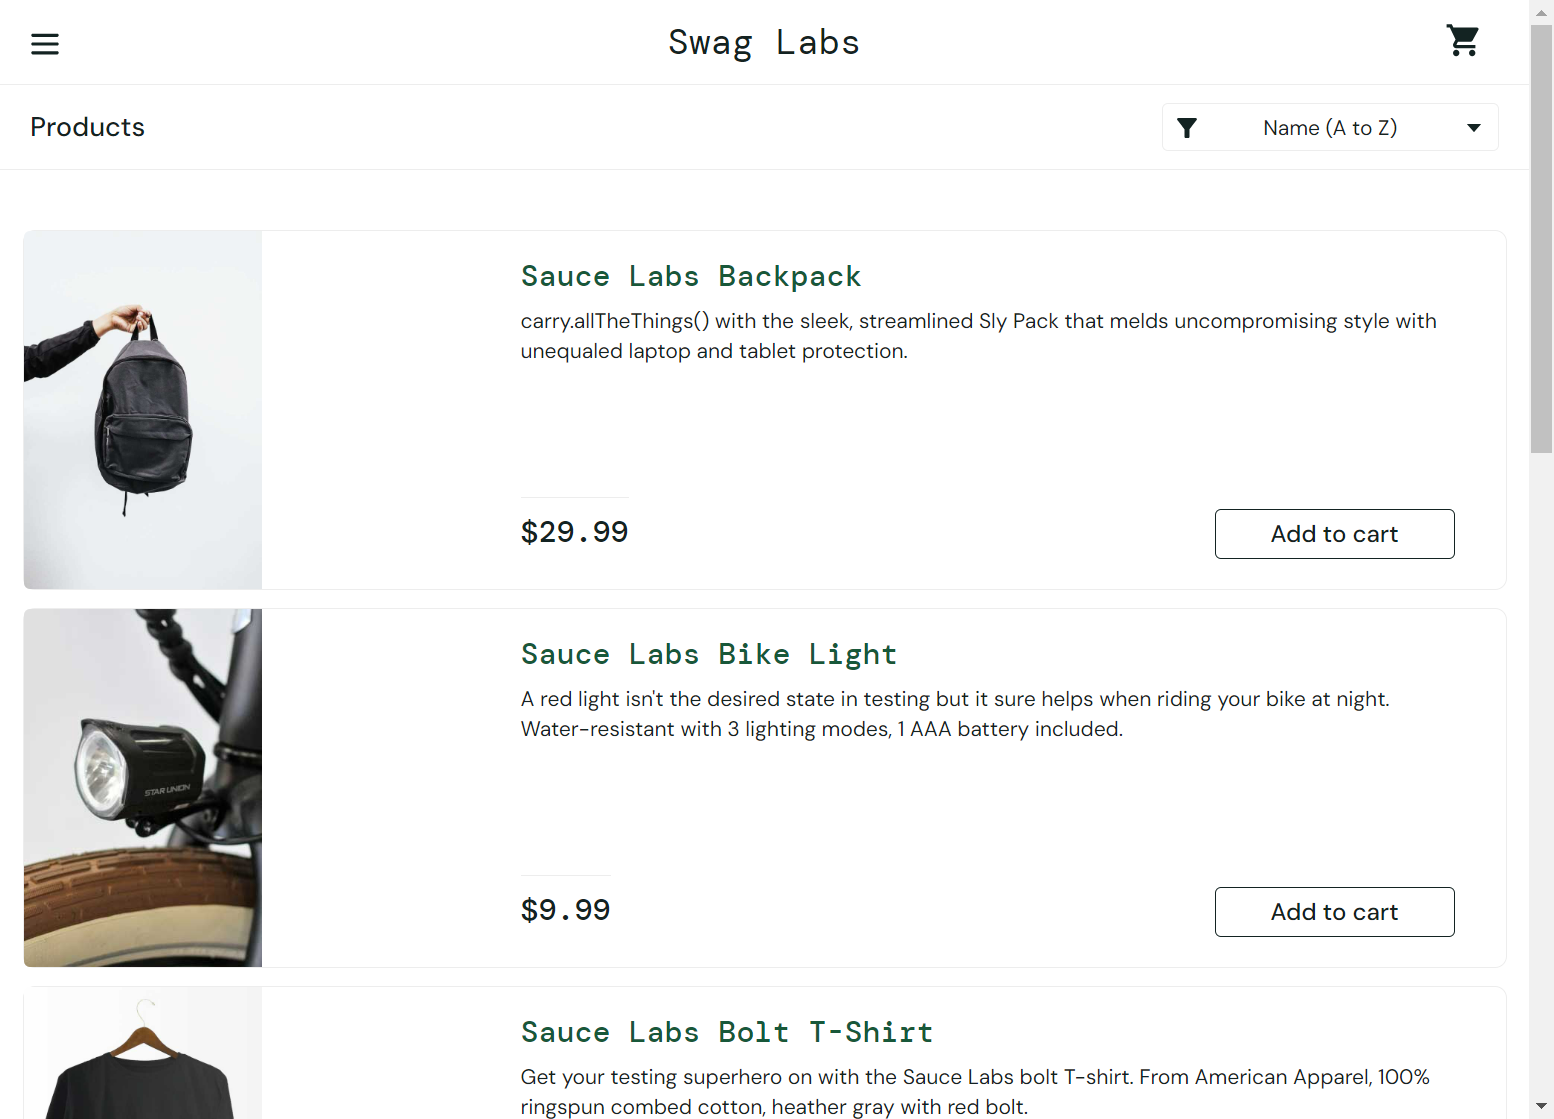 Swag Labs
Products
Name (A to Z)
Sauce Labs Backpack
carry.allTheThings() with the sleek, streamlined Sly Pack that melds uncompromising style with
unequaled laptop and tablet protection.
$29.99
Add to cart
Sauce Labs Bike Light
A red light isn't the desired state in testing but it sure helps when riding your bike at night.
Water-resistant with 3 lighting modes, 1 AAA battery included.
STAR UNION
$9.99
Add to cart
Sauce Labs Bolt T-Shirt
Get your testing superhero on with the Sauce Labs bolt T-shirt. From American Apparel, 100%
ringspun combed cotton, heather gray with red bolt.